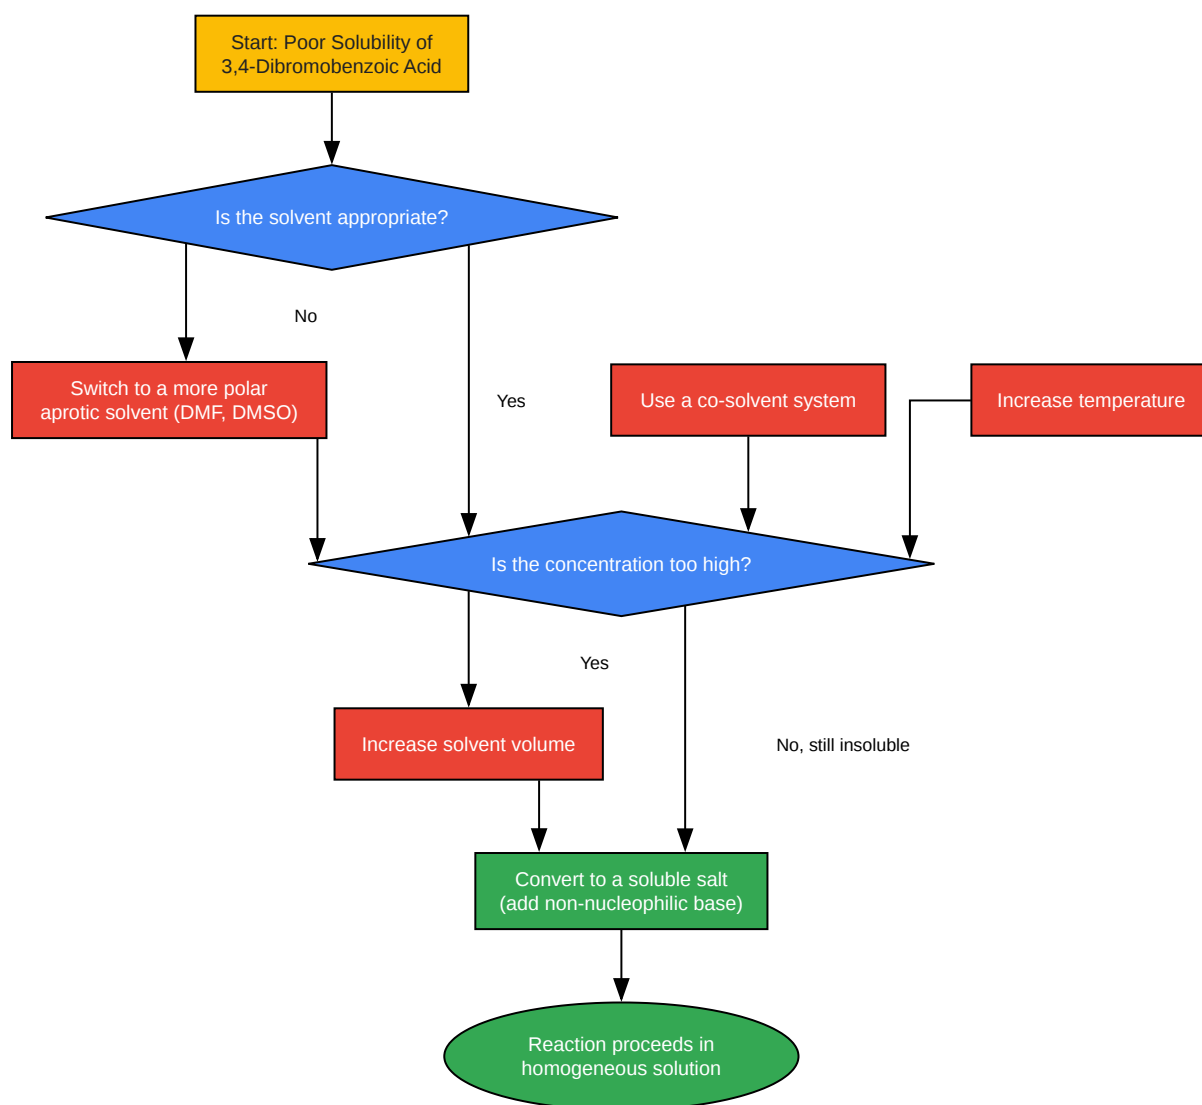 Start: Poor Solubility of
3,4-Dibromobenzoic Acid
Is the solvent appropriate?
No
Switch to a more polar
aprotic solvent (DMF, DMSO)
Yes
Use a co-solvent system
Increase temperature
Is the concentration too high?
Yes
Increase solvent volume
No, still insoluble
Convert to a soluble salt
(add non-nucleophilic base)
Reaction proceeds in
homogeneous solution